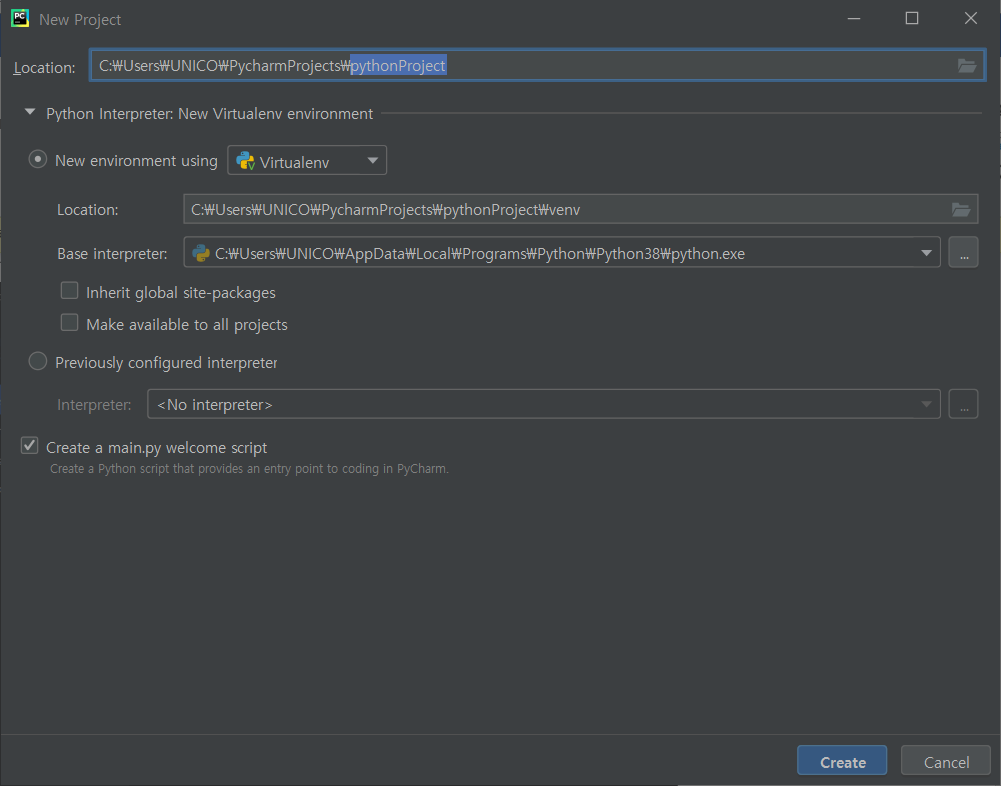 PC
New Project
Location: C:₩Users₩UNICO₩PycharmProjects₩pythonProject
Python Interpreter: New Virtualenv environment
New environment using Virtualenv
Location: C:₩Users₩UNICO₩PycharmProjects₩pythonProject₩venv
Base interpreter: C:₩Users₩UNICO₩AppData₩Local₩Programs₩Python₩Python38₩python.exe ...
Inherit global site-packages
Make available to all projects
Previously configured interpreter
Interpreter: <No interpreter> ...
Create a main.py welcome script
Create a Python script that provides an entry point to coding in PyCharm.
Create Cancel